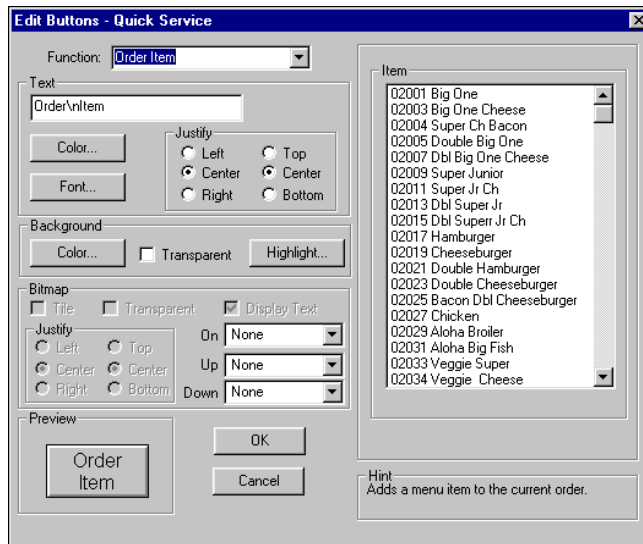 Edit Buttons - Quick Service
Function: Order Item
Text
Order\nItem
Color...
Font...
Justify
Left Top
Center Center
Right Bottom
Background
Color... Transparent Highlight...
Bitmap
Tile Transparent Display Text
Justify
Left Top
Center Center
Right Bottom
On None
Up None
Down None
Preview
Order
Item
OK
Cancel
Item
02001 Big One
02003 Big One Cheese
02004 Super Ch Bacon
02005 Double Big One
02007 Dbl Big One Cheese
02009 Super Junior
02011 Super Jr Ch
02013 Dbl Super Jr
02015 Dbl Superr Jr Ch
02017 Hamburger
02019 Cheeseburger
02021 Double Hamburger
02023 Double Cheeseburger
02025 Bacon Dbl Cheeseburger
02027 Chicken
02029 Aloha Broiler
02031 Aloha Big Fish
02033 Veggie Super
02034 Veggie  Cheese
Hint
Adds a menu item to the current order.